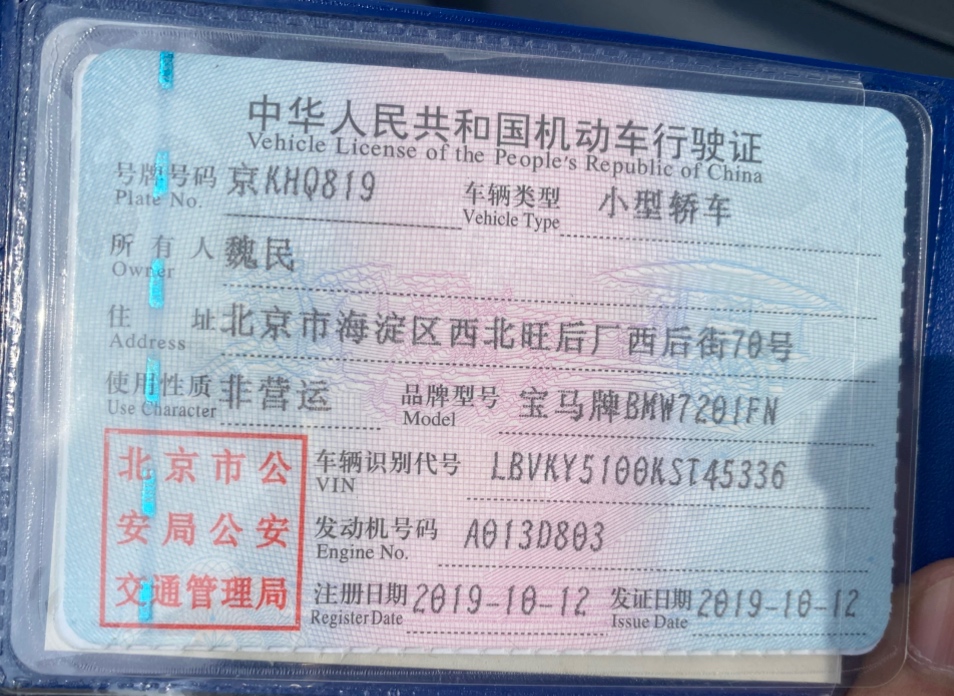 中华人民共和国机动车行驶证
Vehicle License of the People's Republic of China
号牌号码 京KHQ819 车辆类型 小型轿车
Plate No. Vehicle Type
所有人 魏民
Owner
住址 北京市海淀区西北旺后厂西后街70号
Address
使用性质 非营运 品牌型号 宝马牌BMW7201FN
Use Character Model
北京市公安局公安交通管理局
车辆识别代号 LBVKY5100KST45336
VIN
发动机号码 A013D803
Engine No.
注册日期 2019-10-12 发证日期 2019-10-12
Register Date Issue Date